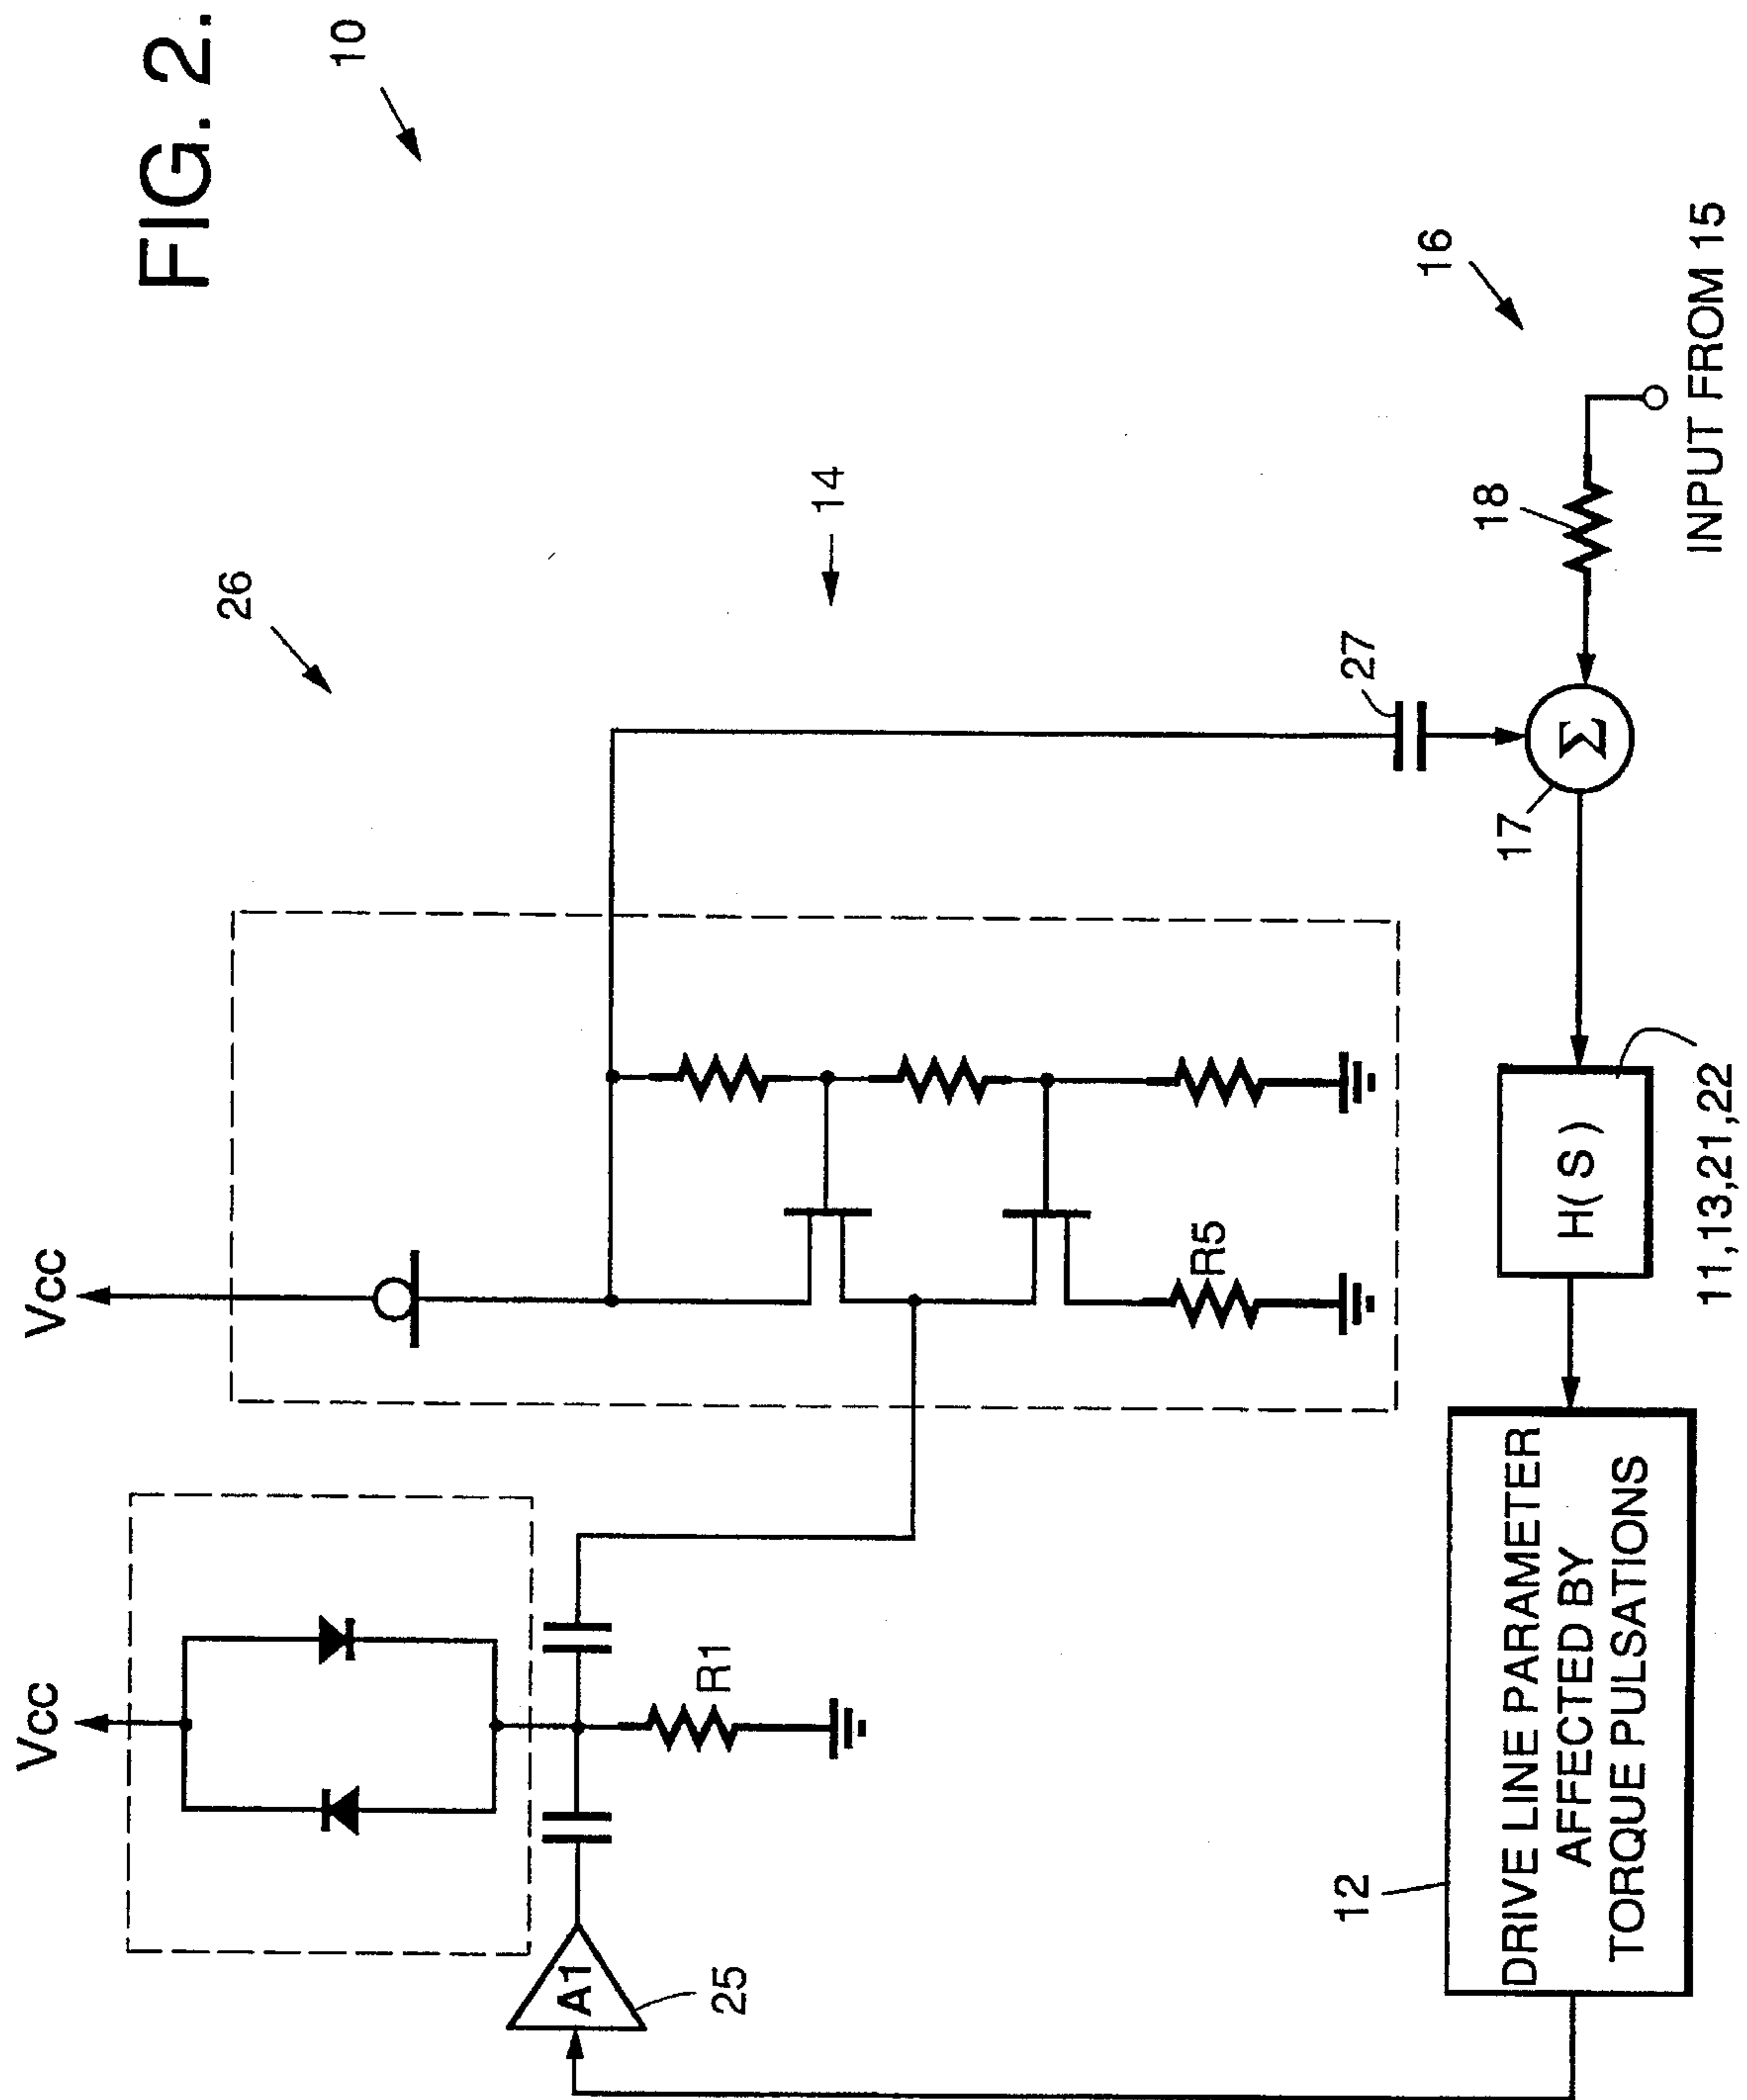 FIG. 2.
10
Vcc
Vcc
26
14
A1
25
R1
R5
27
16
18
INPUT FROM 15
Σ
17
H(S)
11,13,21,22
12
DRIVE LINE PARAMETER
AFFECTED BY
TORQUE PULSATIONS